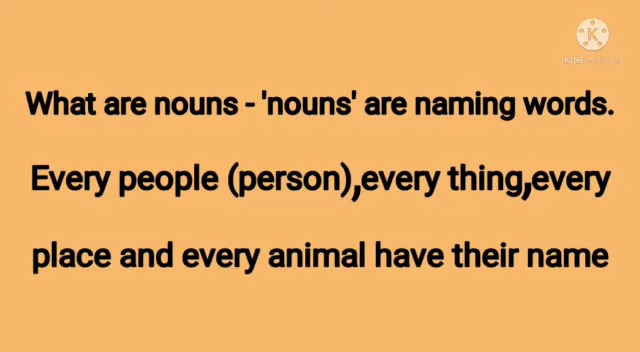 K
KINEMASTER
What are nouns - 'nouns' are naming words.
Every people (person),every thing,every
place and every animal have their name